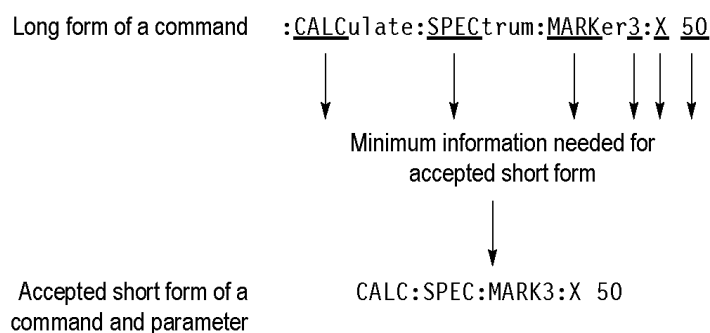 Long form of a command :CALCulate:SPECtrum:MARKer3:X 50
Minimum information needed for
accepted short form
Accepted short form of a
command and parameter
CALC:SPEC:MARK3:X 50